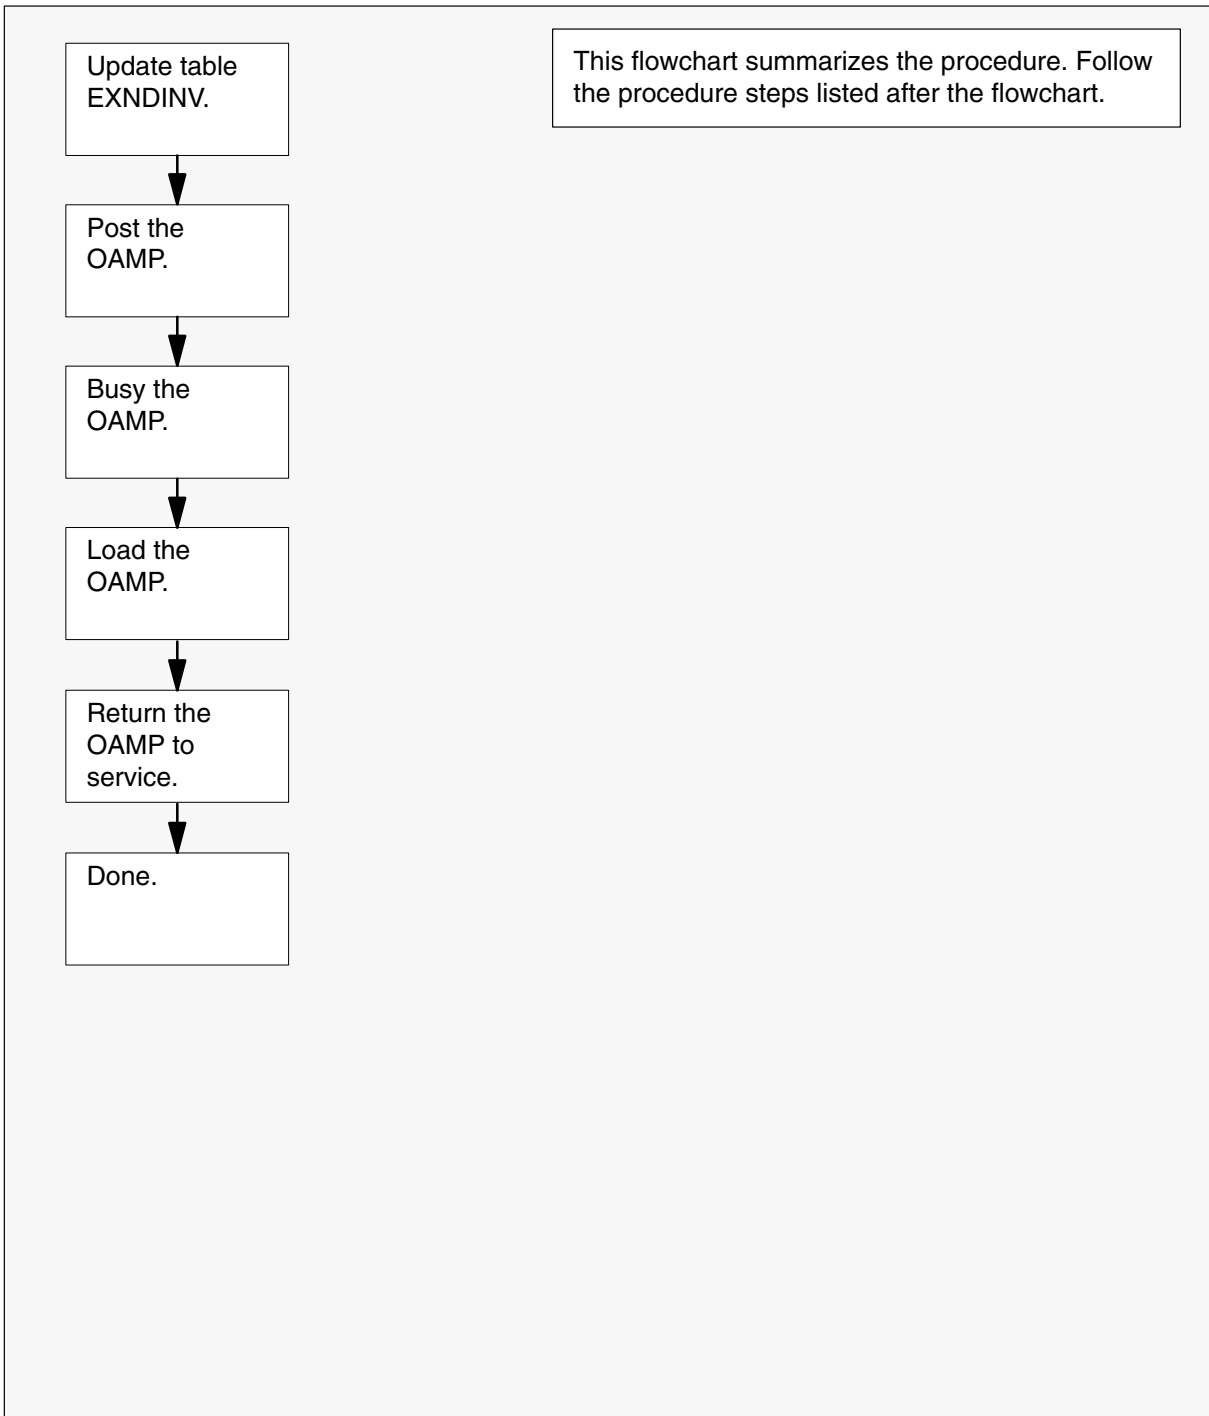 Update table
EXNDINV.
This flowchart summarizes the procedure. Follow
the procedure steps listed after the flowchart.
Post the
OAMP.
Busy the
OAMP.
Load the
OAMP.
Return the
OAMP to
service.
Done.